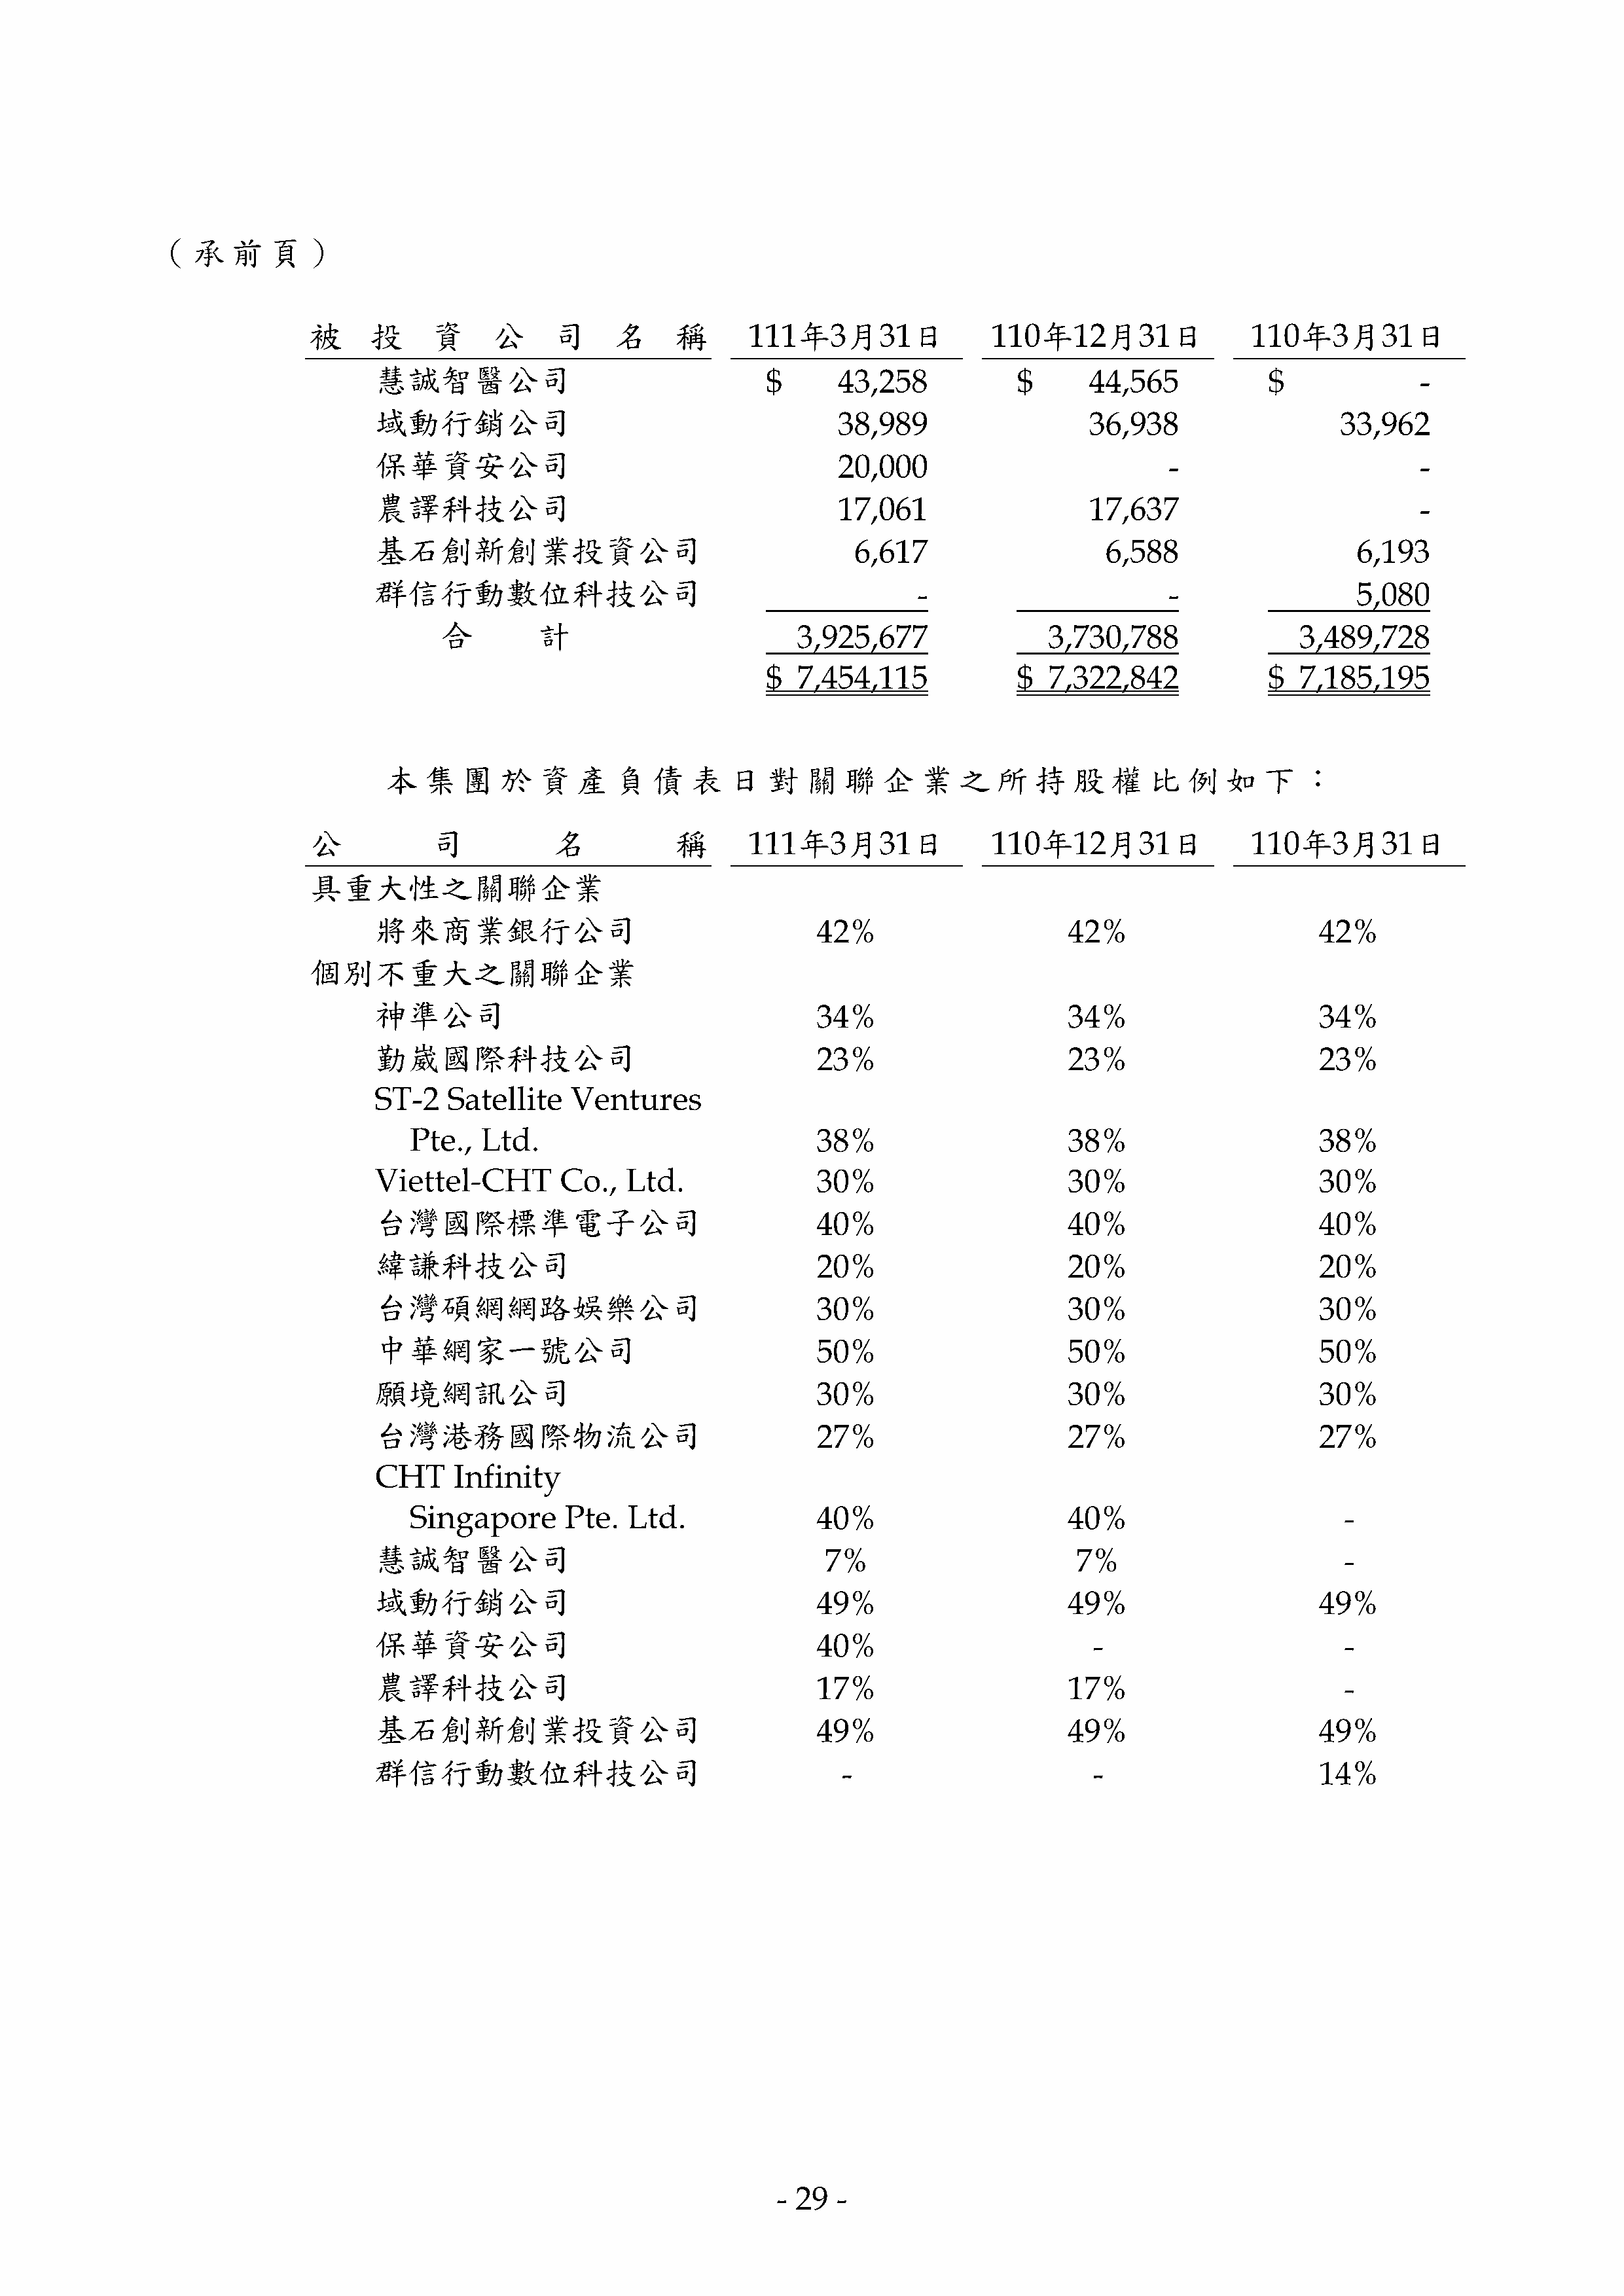 （承前頁）
被投資公司名稱 111年3月31日 110年12月31日 110年3月31日
慧誠智醫公司 $ 43,258 $ 44,565 $ -
域動行銷公司 38,989 36,938 33,962
保華資安公司 20,000 - -
農譯科技公司 17,061 17,637 -
基石創新創業投資公司 6,617 6,588 6,193
群信行動數位科技公司 - - 5,080
合計 3,925,677 3,730,788 3,489,728
$ 7,454,115 $ 7,322,842 $ 7,185,195
本集團於資產負債表日對關聯企業之所持股權比例如下：
公司名稱 111年3月31日 110年12月31日 110年3月31日
具重大性之關聯企業
將來商業銀行公司 42% 42% 42%
個別不重大之關聯企業
神準公司 34% 34% 34%
勤崴國際科技公司 23% 23% 23%
ST-2 Satellite Ventures
Pte., Ltd. 38% 38% 38%
Viettel-CHT Co., Ltd. 30% 30% 30%
台灣國際標準電子公司 40% 40% 40%
緯謙科技公司 20% 20% 20%
台灣碩網網路娛樂公司 30% 30% 30%
中華網家一號公司 50% 50% 50%
願境網訊公司 30% 30% 30%
台灣港務國際物流公司 27% 27% 27%
CHT Infinity
Singapore Pte. Ltd. 40% 40% -
慧誠智醫公司 7% 7% -
域動行銷公司 49% 49% 49%
保華資安公司 40% - -
農譯科技公司 17% 17% -
基石創新創業投資公司 49% 49% 49%
群信行動數位科技公司 - - 14%
- 29 -